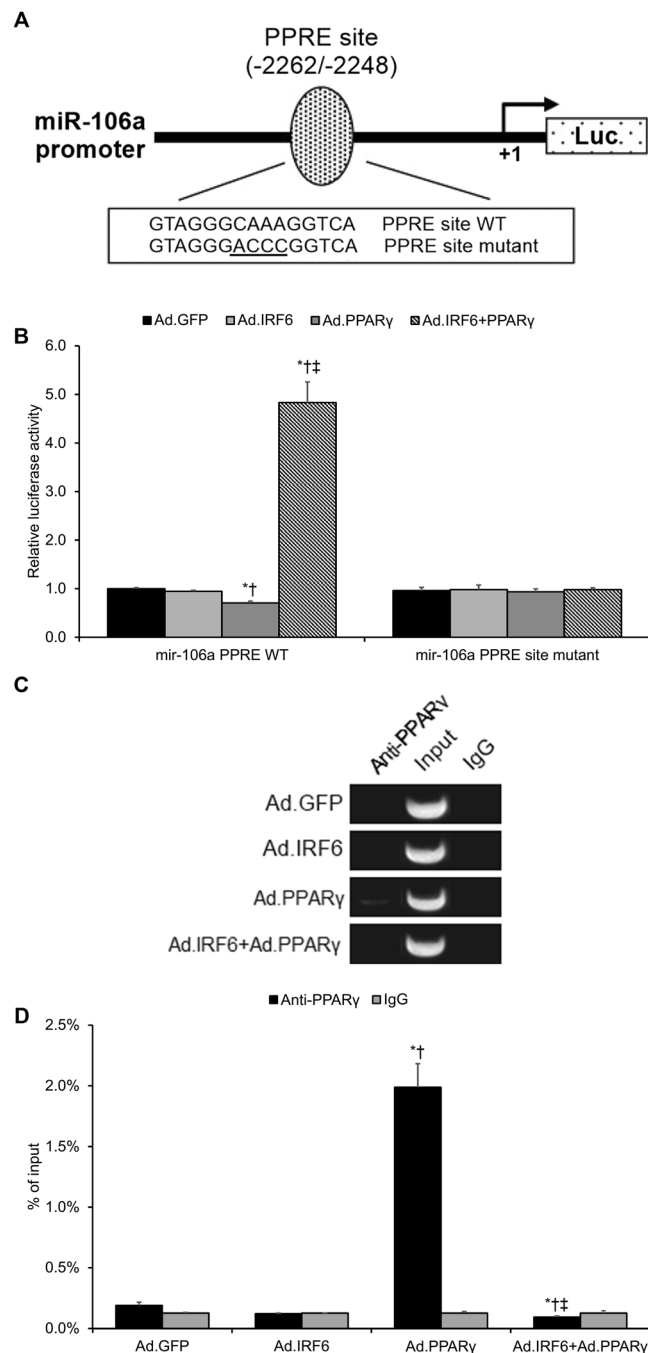 A
PPRE site
(-2262/-2248)
miR-106a
promoter
+1
Luc
GTAGGGCAAAGGTCA PPRE site WT
GTAGGGACCCGGTCA PPRE site mutant
Ad.GFP Ad.IRF6 Ad.PPARγ Ad.IRF6+PPARγ
B
Relative luciferase activity
6.0
5.0
4.0
3.0
2.0
1.0
0.0
*†
*†‡
mir-106a PPRE WT mir-106a PPRE site mutant
C
Anti-PPARγ Input IgG
Ad.GFP
Ad.IRF6
Ad.PPARγ
Ad.IRF6+Ad.PPARγ
D
Anti-PPARγ IgG
% of input
2.5%
2.0%
1.5%
1.0%
0.5%
0.0%
*†
*†‡
Ad.GFP Ad.IRF6 Ad.PPARγ Ad.IRF6+Ad.PPARγ